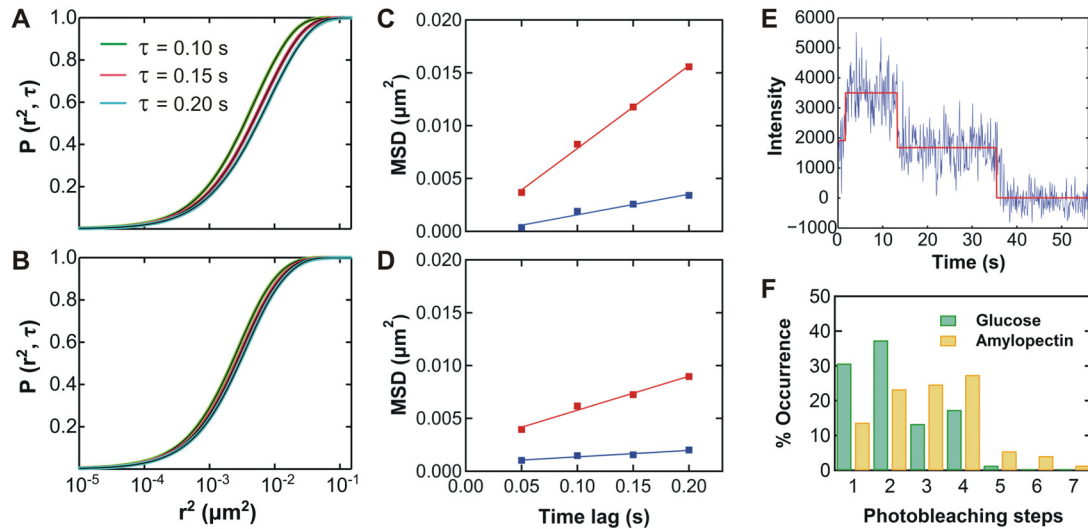 A
1.0
0.8
0.6
0.4
0.2
P (r², τ)
τ = 0.10 s
τ = 0.15 s
τ = 0.20 s
B
1.0
0.8
0.6
0.4
0.2
P (r², τ)
10⁻⁵ 10⁻⁴ 10⁻³ 10⁻² 10⁻¹
r² (μm²)
C
0.020
0.015
0.010
0.005
0.000
MSD (μm²)
D
0.020
0.015
0.010
0.005
0.000
MSD (μm²)
0.00 0.05 0.10 0.15 0.20
Time lag (s)
E
6000
5000
4000
3000
2000
1000
0
−1000
Intensity
0 10 20 30 40 50
Time (s)
F
50
40
30
20
10
0
% Occurrence
Glucose
Amylopectin
1 2 3 4 5 6 7
Photobleaching steps